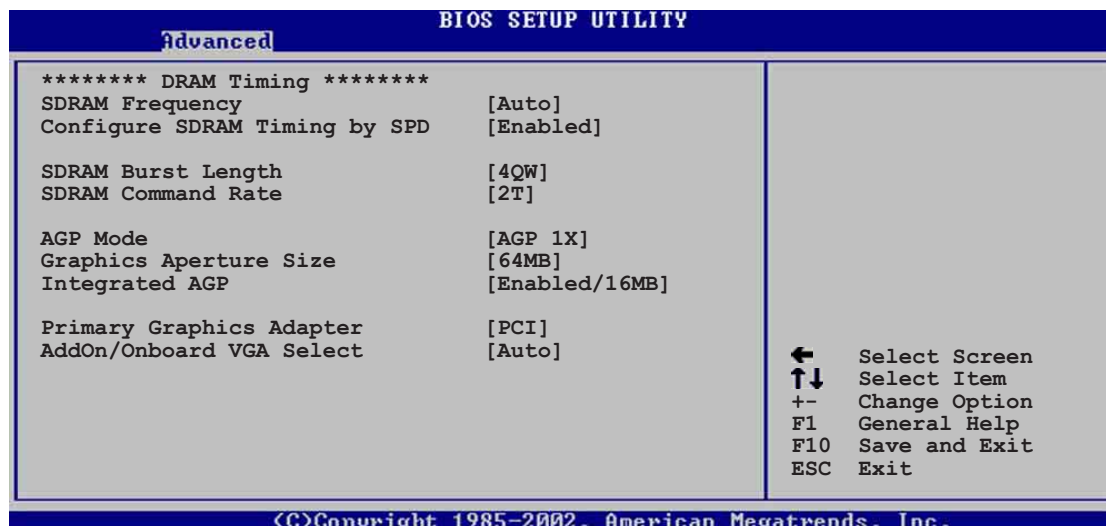 BIOS SETUP UTILITY
Advanced
******** DRAM Timing ********
SDRAM Frequency [Auto]
Configure SDRAM Timing by SPD [Enabled]
SDRAM Burst Length [4QW]
SDRAM Command Rate [2T]
AGP Mode [AGP 1X]
Graphics Aperture Size [64MB]
Integrated AGP [Enabled/16MB]
Primary Graphics Adapter [PCI]
AddOn/Onboard VGA Select [Auto]
← Select Screen
↑↓ Select Item
+- Change Option
F1 General Help
F10 Save and Exit
ESC Exit
(C)Copyright 1985-2002, American Megatrends, Inc.